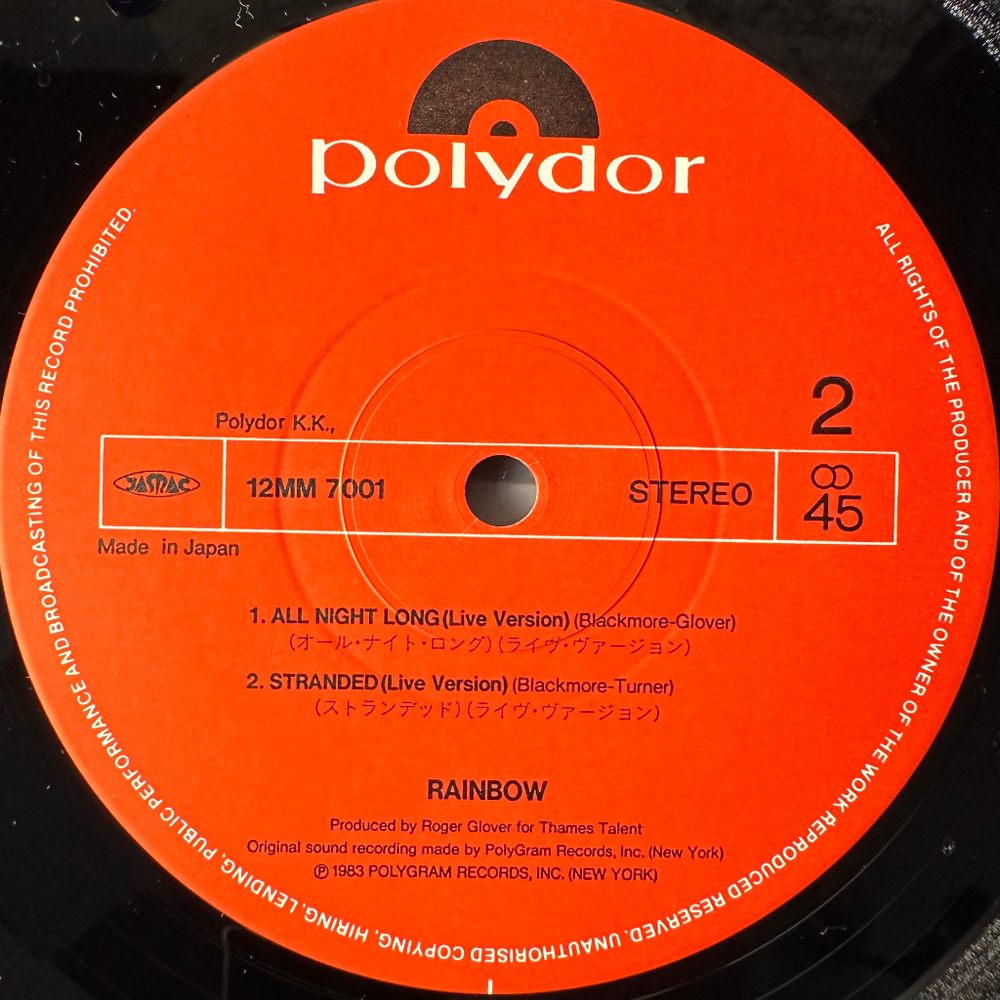 polydor
2
Polydor K.K.,
JASRAC
12MM 7001
STEREO
45
Made in Japan
1. ALL NIGHT LONG (Live Version) (Blackmore-Glover)
(オール・ナイト・ロング)(ライヴ・ヴァージョン)
2. STRANDED (Live Version) (Blackmore-Turner)
(ストランデッド)(ライヴ・ヴァージョン)
RAINBOW
Produced by Roger Glover for Thames Talent
Original sound recording made by PolyGram Records, Inc. (New York)
℗ 1983 POLYGRAM RECORDS, INC. (NEW YORK)
ALL RIGHTS OF THE PRODUCER AND OF THE OWNER OF THE WORK REPRODUCED RESERVED. UNAUTHORISED COPYING, HIRING, LENDING, PUBLIC PERFORMANCE AND BROADCASTING OF THIS RECORD PROHIBITED.